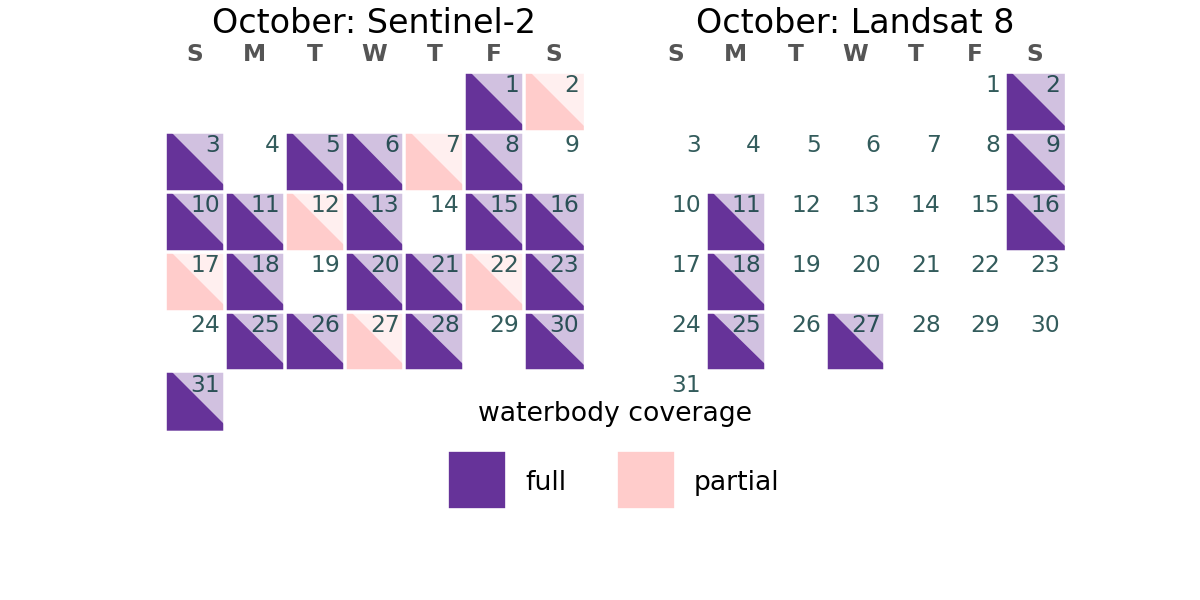 October: Sentinel-2
S M T W T F S
1 2
3 4 5 6 7 8 9
10 11 12 13 14 15 16
17 18 19 20 21 22 23
24 25 26 27 28 29 30
31
October: Landsat 8
S M T W T F S
1 2
3 4 5 6 7 8 9
10 11 12 13 14 15 16
17 18 19 20 21 22 23
24 25 26 27 28 29 30
31
waterbody coverage
full partial